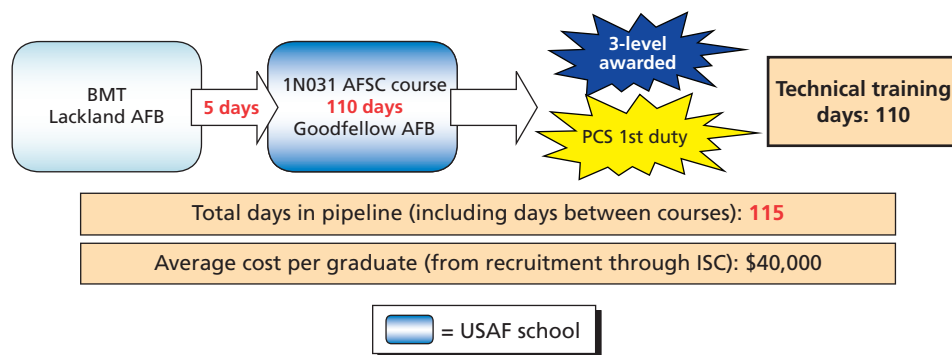 BMT
Lackland AFB
5 days
1N031 AFSC course
110 days
Goodfellow AFB
3-level
awarded
PCS 1st duty
Technical training
days: 110
Total days in pipeline (including days between courses): 115
Average cost per graduate (from recruitment through ISC): $40,000
= USAF school